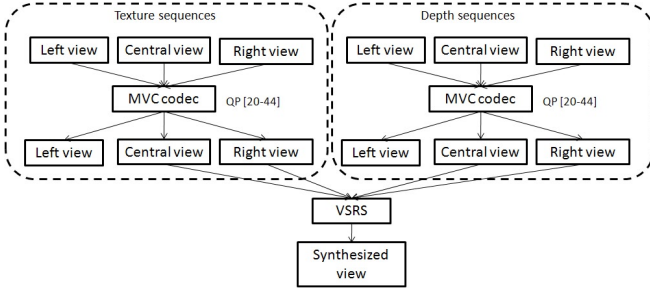 Texture sequences
Depth sequences
Left view
Central view
Right view
Left view
Central view
Right view
MVC codec
QP [20-44]
MVC codec
QP [20-44]
Left view
Central view
Right view
Left view
Central view
Right view
VSRS
Synthesized
view